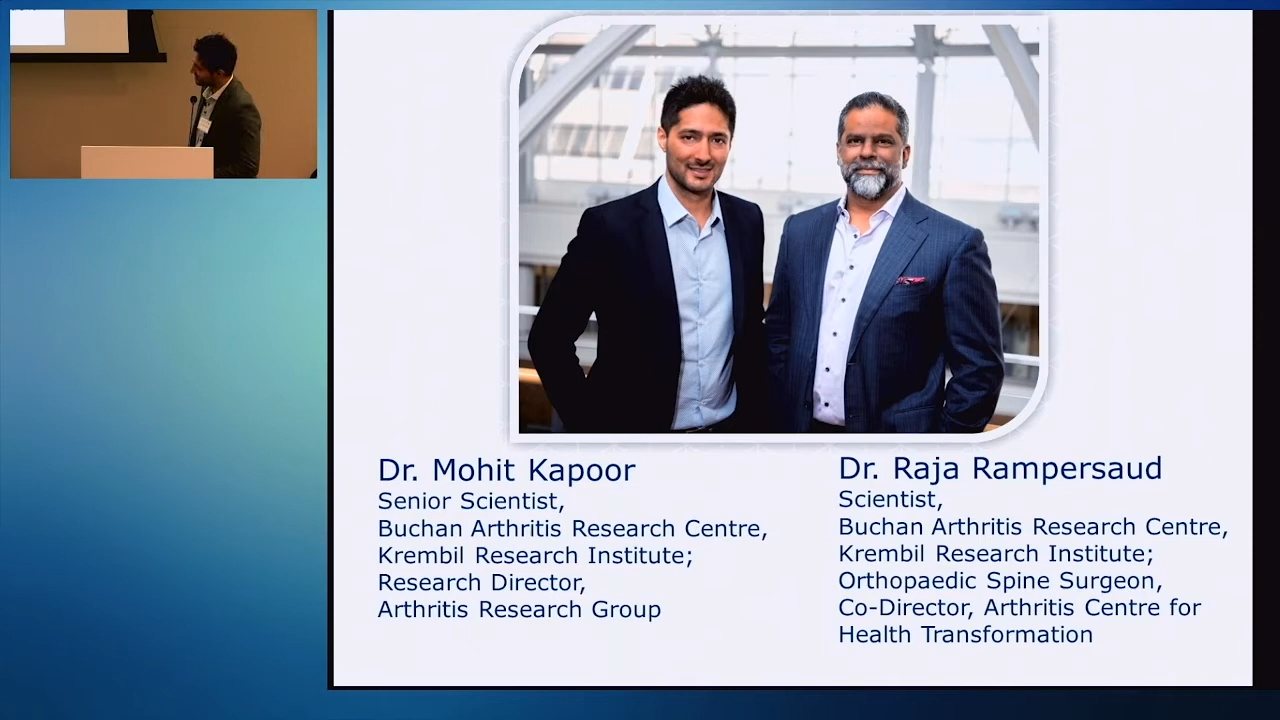 Dr. Mohit Kapoor
Senior Scientist,
Buchan Arthritis Research Centre,
Krembil Research Institute;
Research Director,
Arthritis Research Group
Dr. Raja Rampersaud
Scientist,
Buchan Arthritis Research Centre,
Krembil Research Institute;
Orthopaedic Spine Surgeon,
Co-Director, Arthritis Centre for
Health Transformation